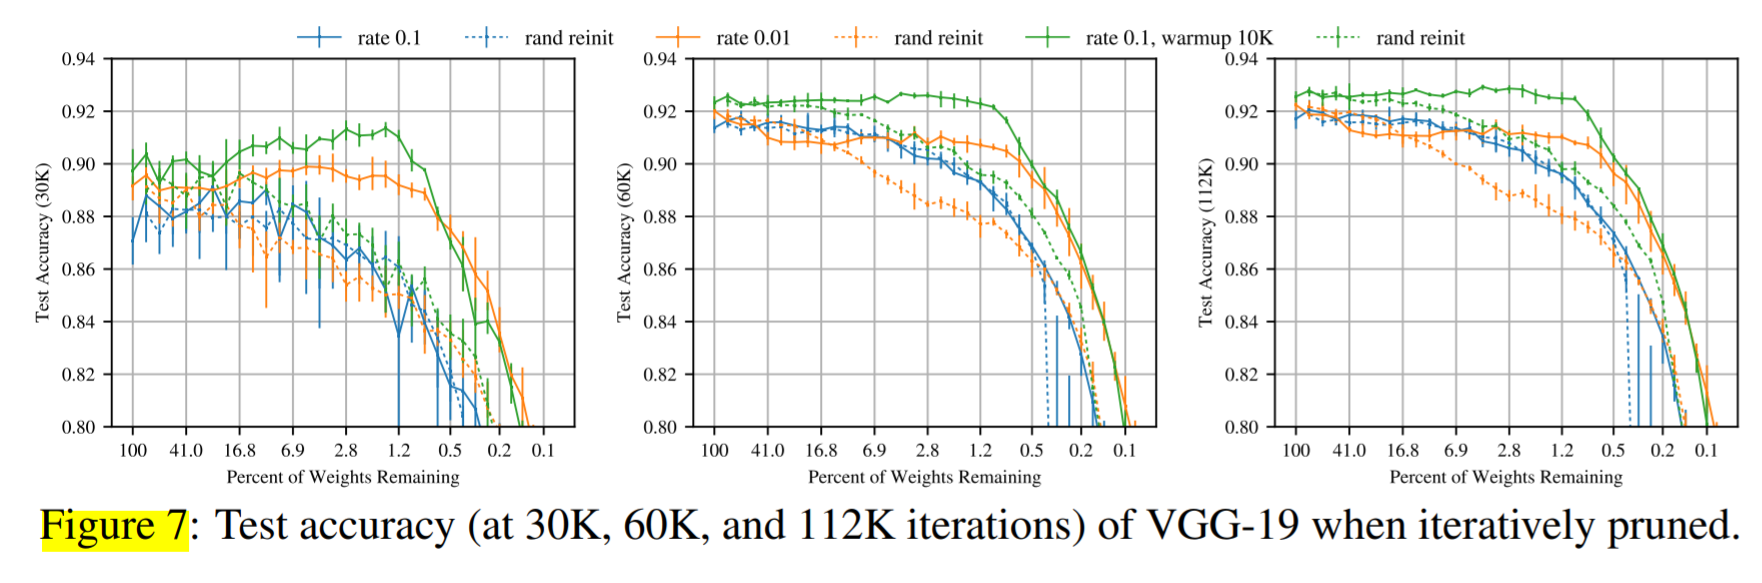 rate 0.1 rand reinit rate 0.01 rand reinit rate 0.1, warmup 10K rand reinit
0.94
0.92
0.90
0.88
0.86
0.84
0.82
0.80
Test Accuracy (30K)
100 41.0 16.8 6.9 2.8 1.2 0.5 0.2 0.1
Percent of Weights Remaining
0.94
0.92
0.90
0.88
0.86
0.84
0.82
0.80
Test Accuracy (60K)
100 41.0 16.8 6.9 2.8 1.2 0.5 0.2 0.1
Percent of Weights Remaining
0.94
0.92
0.90
0.88
0.86
0.84
0.82
0.80
Test Accuracy (112K)
100 41.0 16.8 6.9 2.8 1.2 0.5 0.2 0.1
Percent of Weights Remaining
Figure 7: Test accuracy (at 30K, 60K, and 112K iterations) of VGG-19 when iteratively pruned.